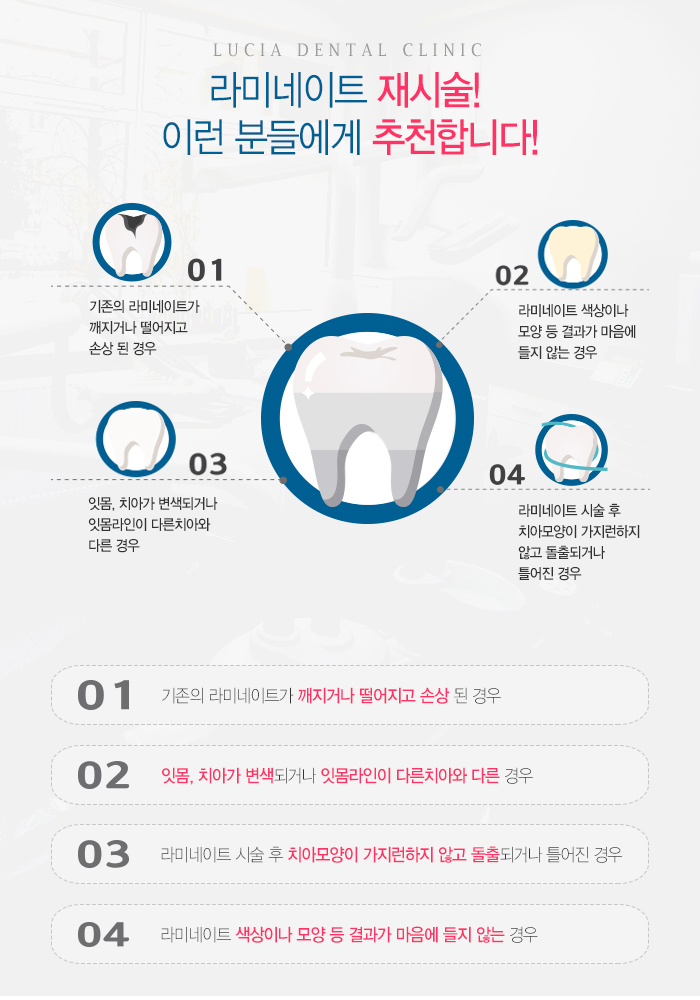 LUCIA DENTAL CLINIC
라미네이트 재시술!
이런 분들에게 추천합니다!
01
기존의 라미네이트가
깨지거나 떨어지고
손상 된 경우
02
라미네이트 색상이나
모양 등 결과가 마음에
들지 않는 경우
03
잇몸, 치아가 변색되거나
잇몸라인이 다른치아와
다른 경우
04
라미네이트 시술 후
치아모양이 가지런하지
않고 돌출되거나
틀어진 경우
01 기존의 라미네이트가 깨지거나 떨어지고 손상 된 경우
02 잇몸, 치아가 변색되거나 잇몸라인이 다른치아와 다른 경우
03 라미네이트 시술 후 치아모양이 가지런하지 않고 돌출되거나 틀어진 경우
04 라미네이트 색상이나 모양 등 결과가 마음에 들지 않는 경우